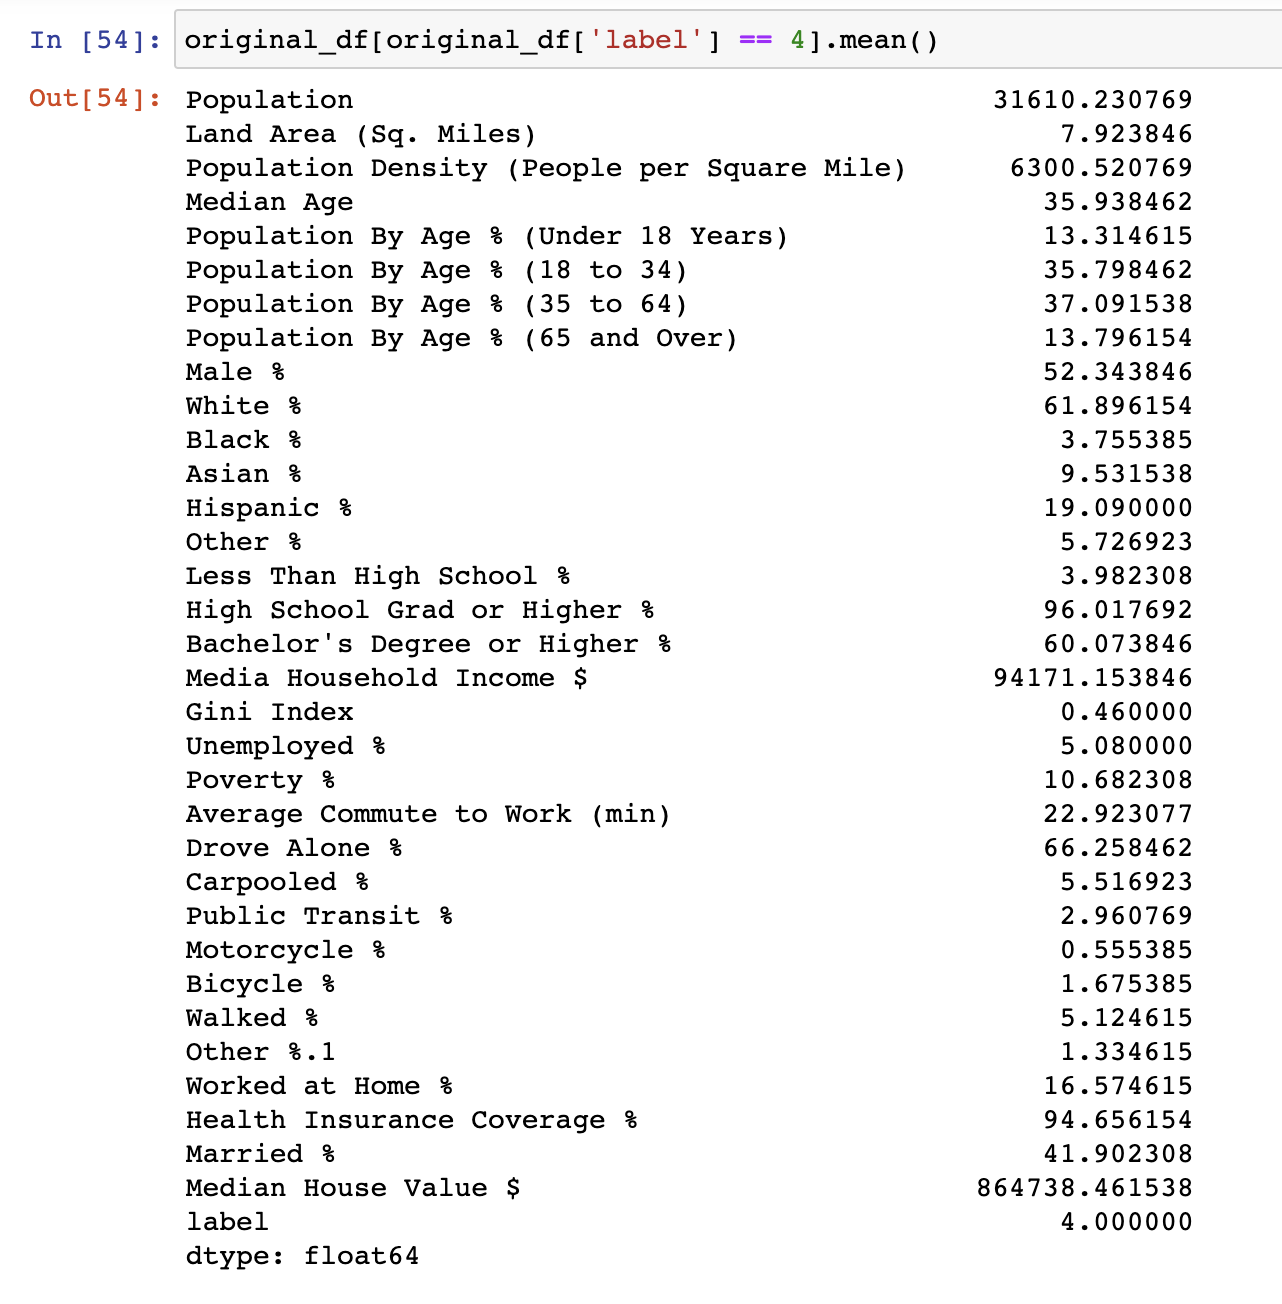 In [54]: original_df[original_df['label'] == 4].mean()
Out[54]: Population 31610.230769
Land Area (Sq. Miles) 7.923846
Population Density (People per Square Mile) 6300.520769
Median Age 35.938462
Population By Age % (Under 18 Years) 13.314615
Population By Age % (18 to 34) 35.798462
Population By Age % (35 to 64) 37.091538
Population By Age % (65 and Over) 13.796154
Male % 52.343846
White % 61.896154
Black % 3.755385
Asian % 9.531538
Hispanic % 19.090000
Other % 5.726923
Less Than High School % 3.982308
High School Grad or Higher % 96.017692
Bachelor's Degree or Higher % 60.073846
Media Household Income $ 94171.153846
Gini Index 0.460000
Unemployed % 5.080000
Poverty % 10.682308
Average Commute to Work (min) 22.923077
Drove Alone % 66.258462
Carpooled % 5.516923
Public Transit % 2.960769
Motorcycle % 0.555385
Bicycle % 1.675385
Walked % 5.124615
Other %.1 1.334615
Worked at Home % 16.574615
Health Insurance Coverage % 94.656154
Married % 41.902308
Median House Value $ 864738.461538
label 4.000000
dtype: float64